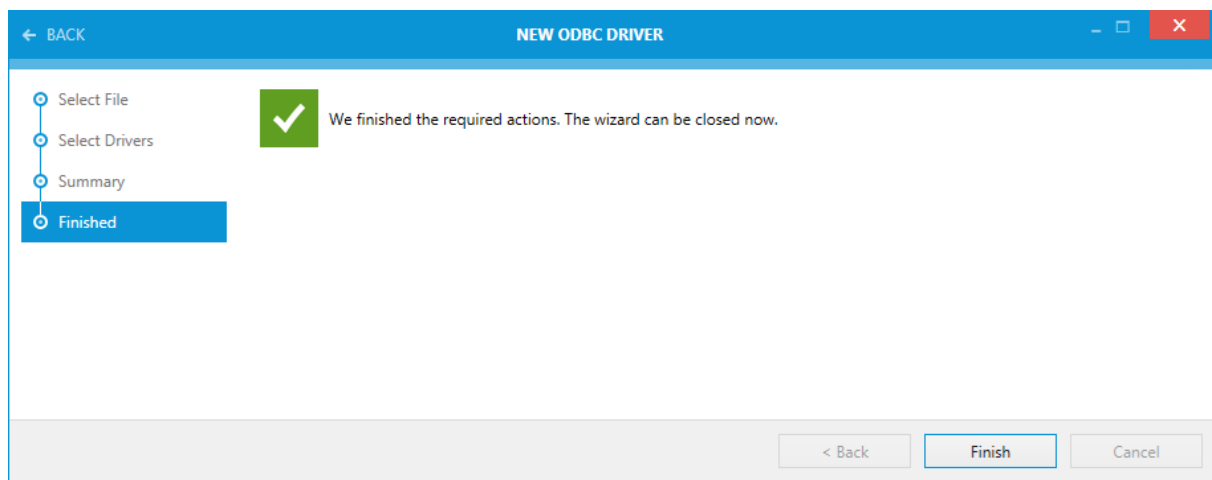 ← BACK
NEW ODBC DRIVER
Select File
Select Drivers
Summary
Finished
We finished the required actions. The wizard can be closed now.
< Back
Finish
Cancel